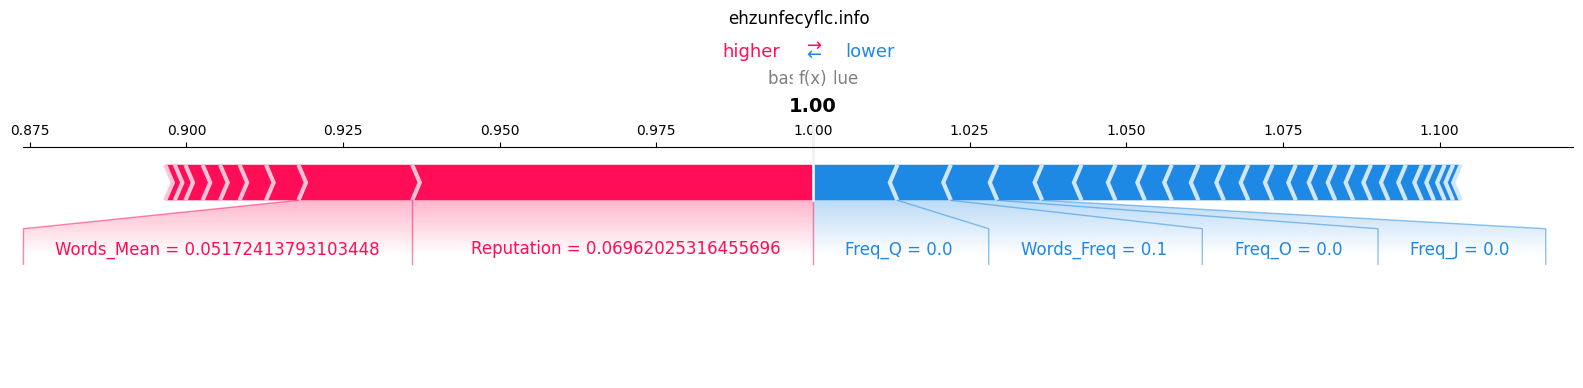 ehzunfecyflc.info
higher ⇄ lower
bas f(x) lue
1.00
0.875 0.900 0.925 0.950 0.975 1.000 1.025 1.050 1.075 1.100
Words_Mean = 0.05172413793103448 Reputation = 0.06962025316455696 Freq_Q = 0.0 Words_Freq = 0.1 Freq_O = 0.0 Freq_J = 0.0